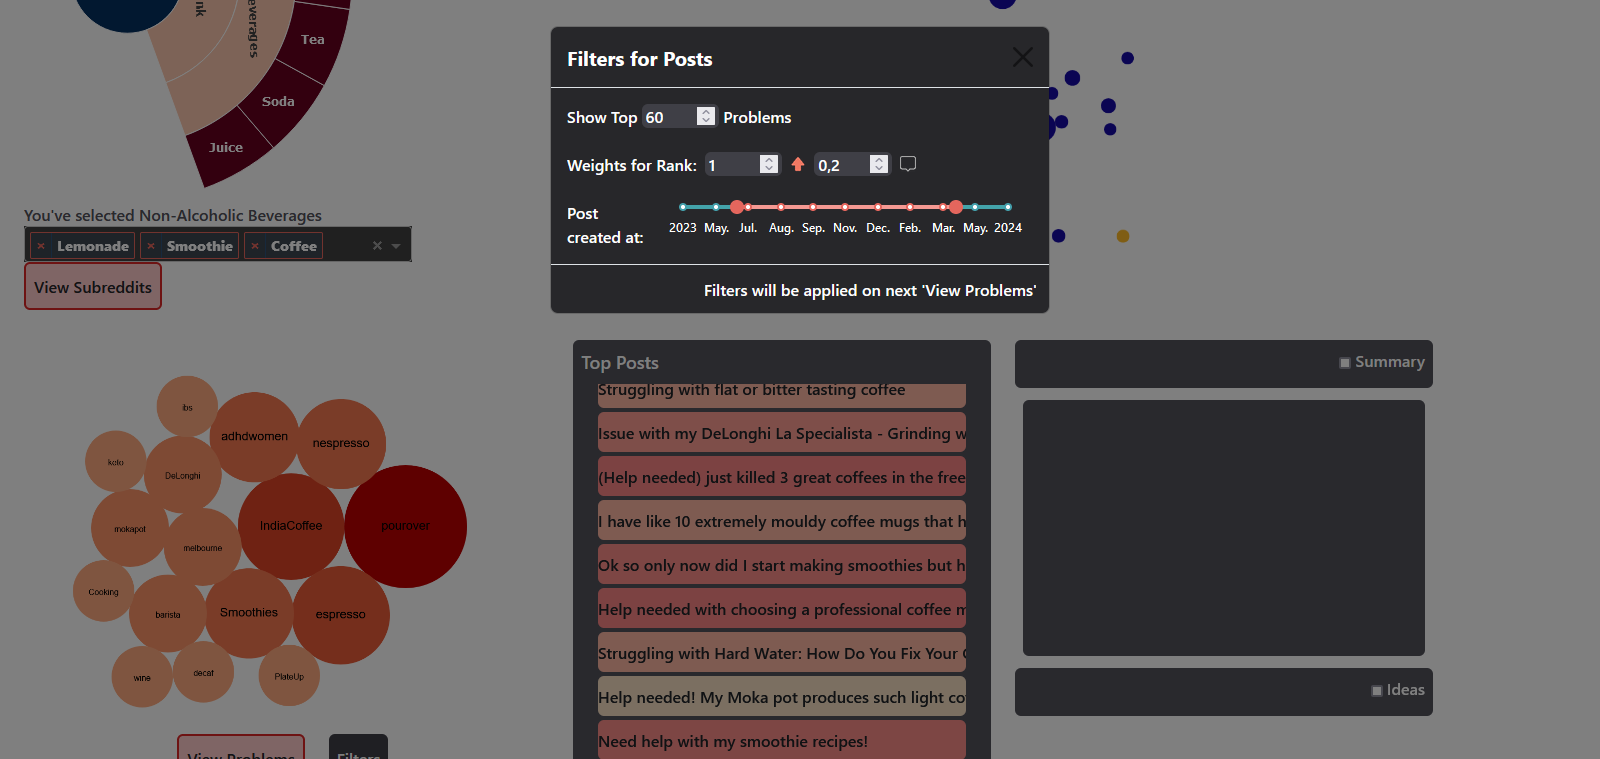 nk
everages
Tea
Soda
Juice
You've selected Non-Alcoholic Beverages
× Lemonade × Smoothie × Coffee ×
View Subreddits
Filters for Posts
Show Top 60 Problems
Weights for Rank: 1 0,2
Post created at:
2023 May. Jul. Aug. Sep. Nov. Dec. Feb. Mar. May. 2024
Filters will be applied on next 'View Problems'
ibs
adhdwomen
nespresso
keto
DeLonghi
mokapot
IndiaCoffee
pourover
melbourne
Cooking
barista
Smoothies
espresso
wine
decaf
PlateUp
View Problems
Filters
Top Posts
Struggling with flat or bitter tasting coffee
Issue with my DeLonghi La Specialista - Grinding w
(Help needed) just killed 3 great coffees in the free
I have like 10 extremely mouldy coffee mugs that h
Ok so only now did I start making smoothies but h
Help needed with choosing a professional coffee m
Struggling with Hard Water: How Do You Fix Your C
Help needed! My Moka pot produces such light co
Need help with my smoothie recipes!
Summary
Ideas